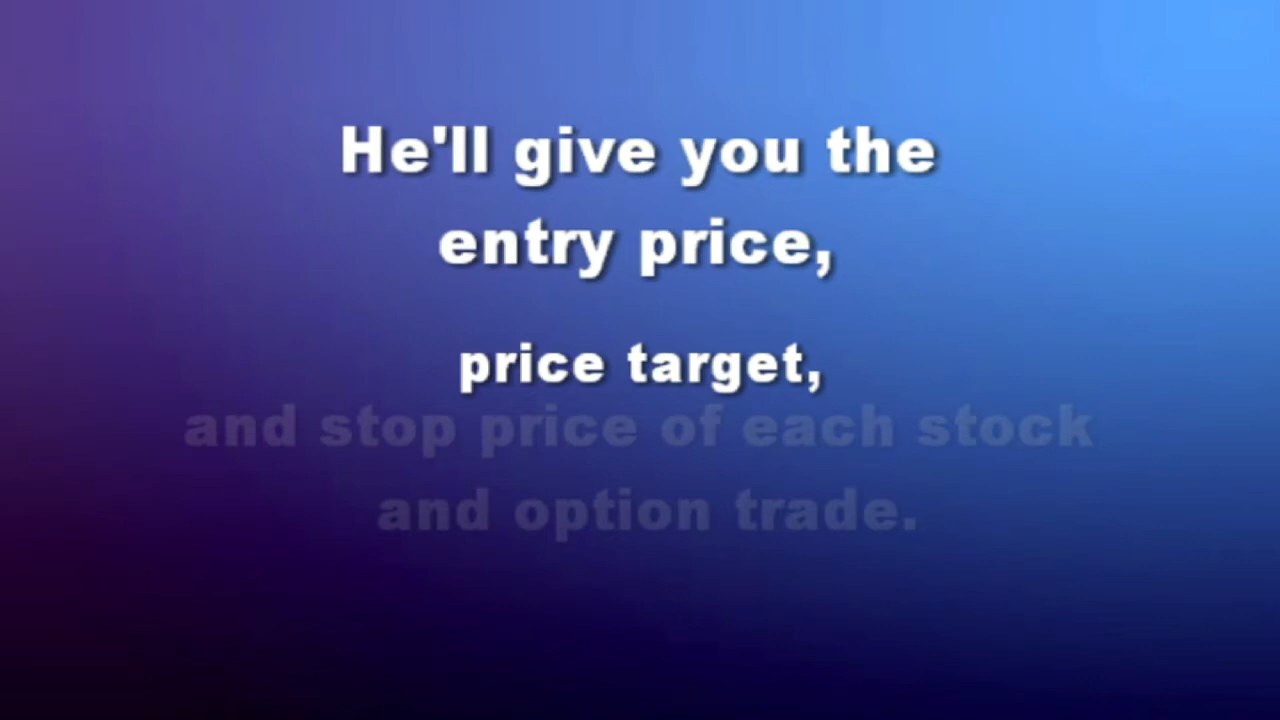 He'll give you the
entry price,
price target,
and stop price of each stock
and option trade.